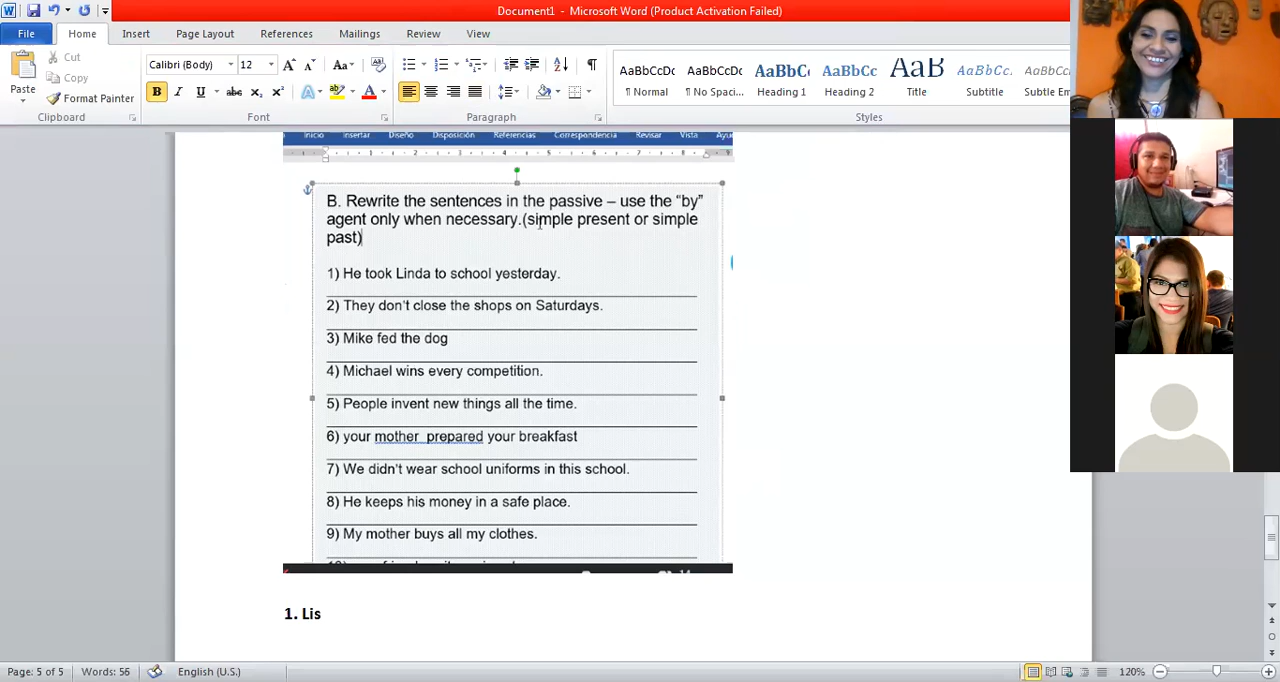 Document1 - Microsoft Word (Product Activation Failed)
File Home Insert Page Layout References Mailings Review View
Cut
Copy
Format Painter
Paste
Clipboard
Calibri (Body) 12
Font
Paragraph
AaBbCcDc AaBbCcDc AaBbC AaBbCc AaB AaBbCc. AaBbCcD
¶ Normal ¶ No Spaci... Heading 1 Heading 2 Title Subtitle Subtle Em
Styles
Inicio Insertar Diseño Disposición Referencias Correspondencia Revisar Vista
B. Rewrite the sentences in the passive – use the “by”
agent only when necessary.(simple present or simple
past)
1) He took Linda to school yesterday.
2) They don’t close the shops on Saturdays.
3) Mike fed the dog
4) Michael wins every competition.
5) People invent new things all the time.
6) your mother prepared your breakfast
7) We didn’t wear school uniforms in this school.
8) He keeps his money in a safe place.
9) My mother buys all my clothes.
1. Lis
Page: 5 of 5 Words: 56 English (U.S.) 120%